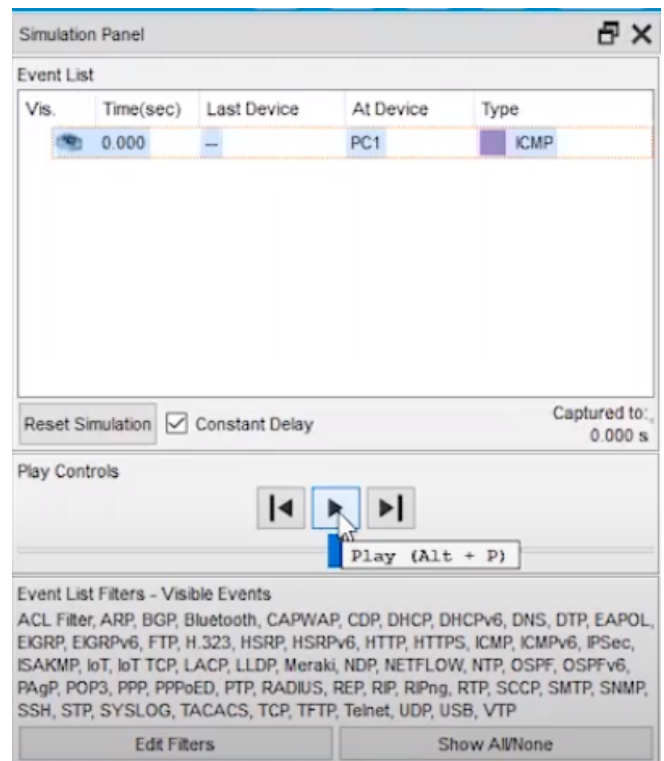 Simulation Panel
Event List
Vis. Time(sec) Last Device At Device Type
0.000 -- PC1 ICMP
Reset Simulation Constant Delay
Captured to:
0.000 s
Play Controls
Play (Alt + P)
Event List Filters - Visible Events
ACL Filter, ARP, BGP, Bluetooth, CAPWAP, CDP, DHCP, DHCPv6, DNS, DTP, EAPOL,
EIGRP, EIGRPv6, FTP, H.323, HSRP, HSRPv6, HTTP, HTTPS, ICMP, ICMPv6, IPSec,
ISAKMP, IoT, IoT TCP, LACP, LLDP, Meraki, NDP, NETFLOW, NTP, OSPF, OSPFv6,
PAgP, POP3, PPP, PPPoED, PTP, RADIUS, REP, RIP, RIPng, RTP, SCCP, SMTP, SNMP,
SSH, STP, SYSLOG, TACACS, TCP, TFTP, Telnet, UDP, USB, VTP
Edit Filters Show All/None